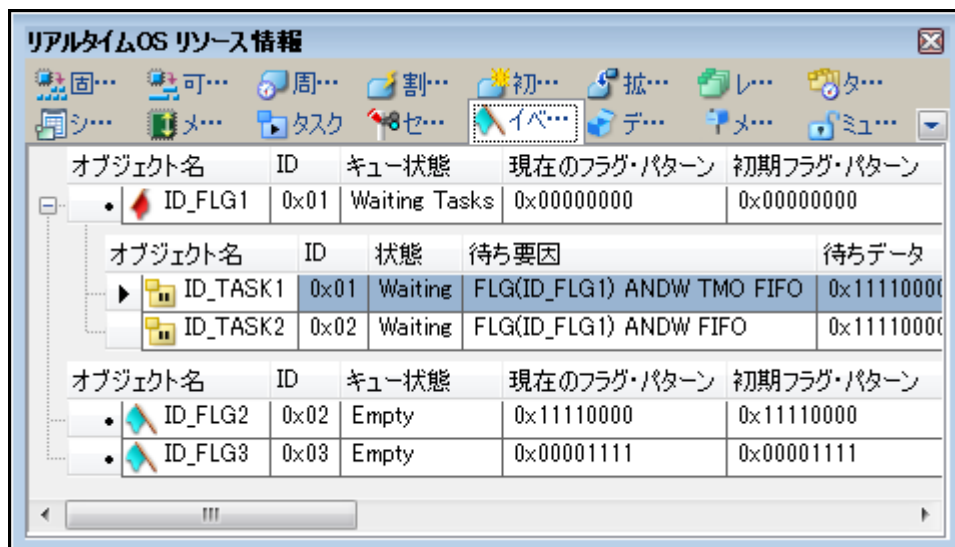 リアルタイムOS リソース情報
固… 可… 周… 割… 初… 拡… レ… タ…
シ… メ… タスク セ… イベ… デ… メ… ミュ…
オブジェクト名 ID キュー状態 現在のフラグ・パターン 初期フラグ・パターン
ID_FLG1 0x01 Waiting Tasks 0x00000000 0x00000000
オブジェクト名 ID 状態 待ち要因 待ちデータ
ID_TASK1 0x01 Waiting FLG(ID_FLG1) ANDW TMO FIFO 0x11110000
ID_TASK2 0x02 Waiting FLG(ID_FLG1) ANDW FIFO 0x11110000
オブジェクト名 ID キュー状態 現在のフラグ・パターン 初期フラグ・パターン
ID_FLG2 0x02 Empty 0x11110000 0x11110000
ID_FLG3 0x03 Empty 0x00001111 0x00001111